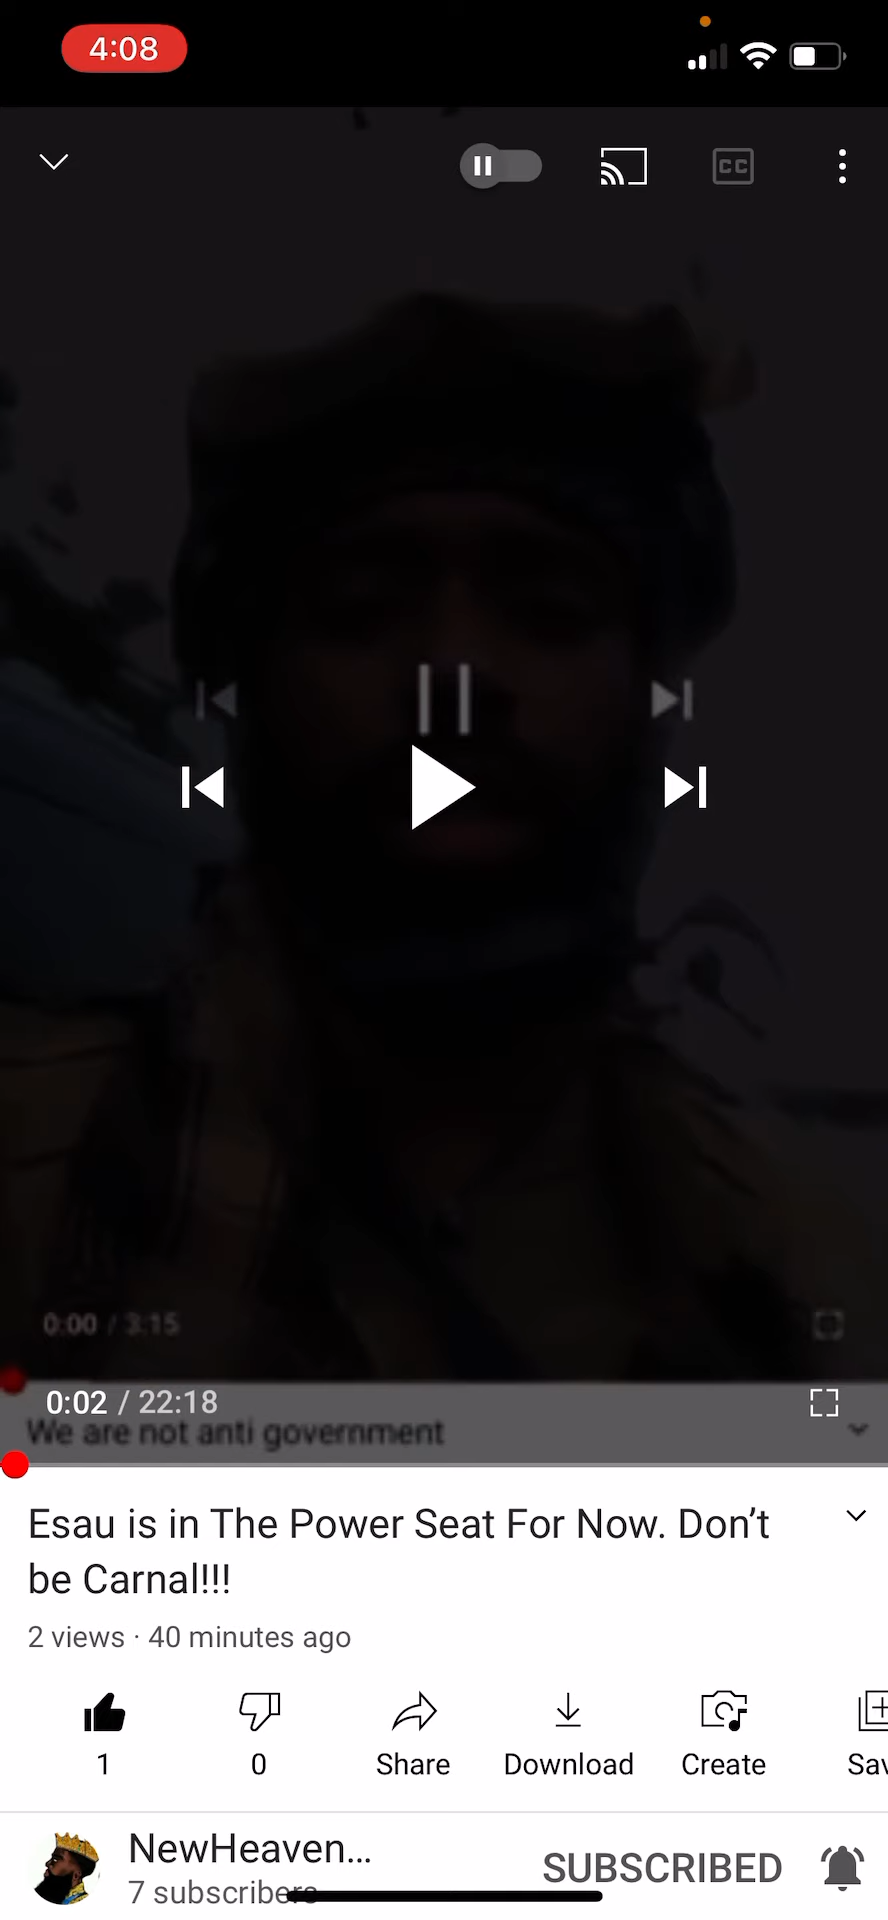 4:08
CC
0:00 / 3:15
0:02 / 22:18
We are not anti government
Esau is in The Power Seat For Now. Don’t
be Carnal!!!
2 views · 40 minutes ago
1
0
Share
Download
Create
Sav
NewHeaven...
SUBSCRIBED
7 subscribers